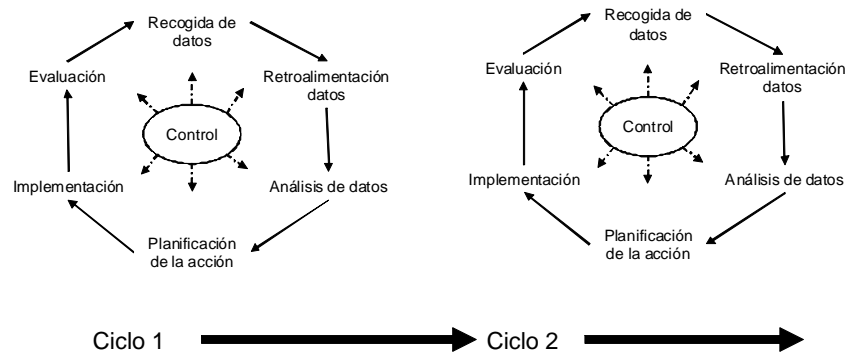 Recogida de
datos
Evaluación
Retroalimentación
datos
Control
Implementación
Análisis de datos
Planificación
de la acción
Recogida de
datos
Evaluación
Retroalimentación
datos
Control
Implementación
Análisis de datos
Planificación
de la acción
Ciclo 1
Ciclo 2